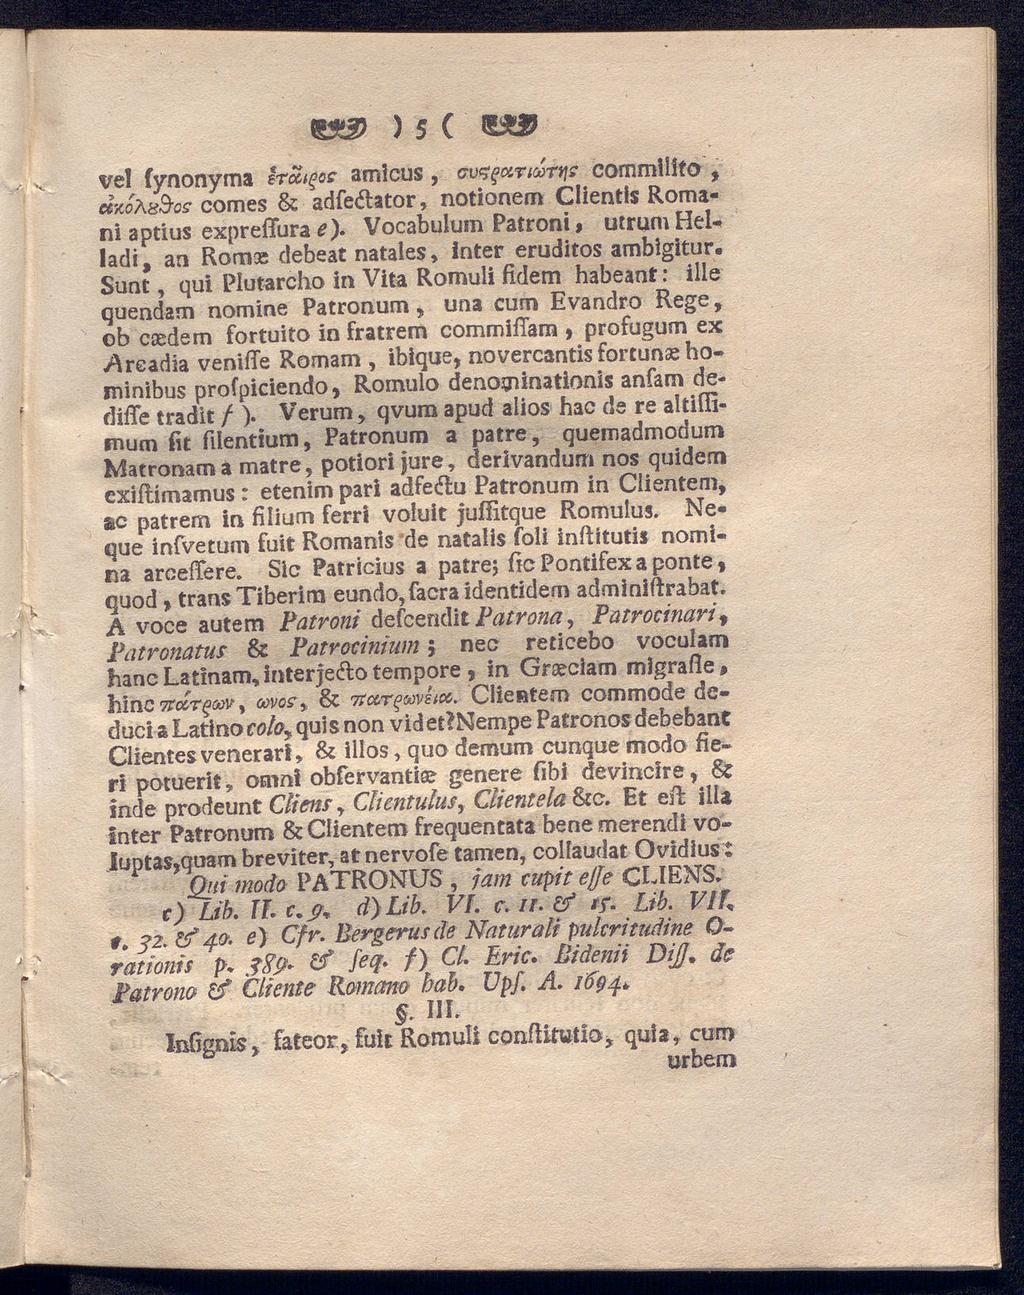 ) 5 (
vel ſynonyma ἑταῖρος amicus, συςρατιώτης commilito,
ἀκόλȣθος comes & adſectator, notionem Clientis Roma-
ni aptius expreſſura e). Vocabulum Patroni, utrum Hel-
ladi, an Romæ debeat natales, inter eruditos ambigitur.
Sunt, qui Plutarcho in Vita Romuli fidem habeant: ille
quendam nomine Patronum, una cum Evandro Rege,
ob cædem fortuito in fratrem commiſſam, profugum ex
Arcadia veniſſe Romam, ibique, novercantis fortunæ ho-
minibus proſpiciendo, Romulo denominationis anſam de-
diſſe tradit f). Verum, qvum apud alios hac de re altiſſi-
mum ſit ſilentium, Patronum a patre, quemadmodum
Matronam a matre, potiori jure, derivandum nos quidem
exiſtimamus: etenim pari adfectu Patronum in Clientem,
ac patrem in filium ferri voluit juſſitque Romulus. Ne-
que inſvetum fuit Romanis de natalis ſoli inſtitutis nomi-
na arceſſere. Sic Patricius a patre; ſic Pontifex a ponte,
quod, trans Tiberim eundo, ſacra identidem adminiſtrabat.
A voce autem Patroni deſcendit Patrona, Patrocinari,
Patronatus & Patrocinium; nec reticebo voculam
hanc Latinam, interjecto tempore, in Græciam migraſſe,
hinc πάτρων, ωνος, & πατρωνέια. Clientem commode de-
duci a Latino colo, quis non videt? Nempe Patronos debebant
Clientes venerari, & illos, quo demum cunque modo fie-
ri potuerit, omni obſervantiæ genere ſibi devincire, &
inde prodeunt Cliens, Clientulus, Clientela &c. Et eſt illa
inter Patronum & Clientem frequentata bene merendi vo-
luptas, quam breviter, at nervoſe tamen, collaudat Ovidius:
Qui modo PATRONUS, jam cupit eſſe CLIENS.
c) Lib. II. c. 9. d) Lib. VI. c. 11. & 15. Lib. VII.
c. 32. & 40. e) Cfr. Bergerus de Naturali pulcritudine O-
rationis p. 389. & ſeq. f) Cl. Eric. Bidenii Diſſ. de
Patrono & Cliente Romano hab. Upſ. A. 1694.
§. III.
Inſignis, fateor, fuit Romuli conſtitutio, quia, cum
urbem